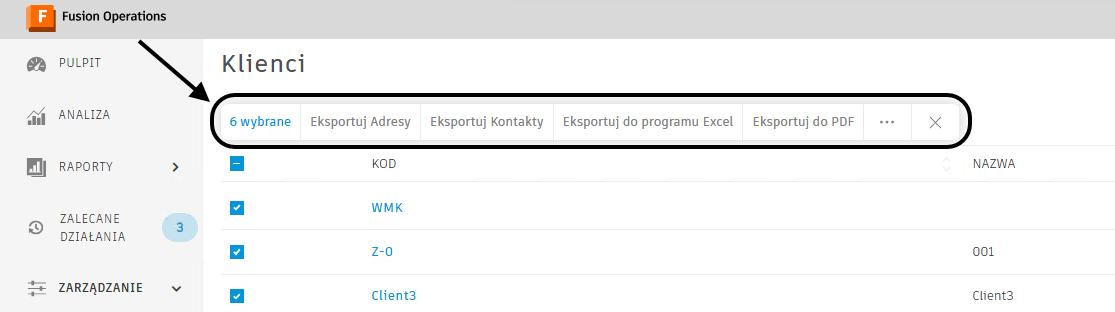 Fusion Operations
PULPIT
ANALIZA
RAPORTY
ZALECANE
DZIAŁANIA
3
ZARZĄDZANIE
Klienci
6 wybrane Eksportuj Adresy Eksportuj Kontakty Eksportuj do programu Excel Eksportuj do PDF ...
KOD NAZWA
WMK
Z-0 001
Client3 Client3